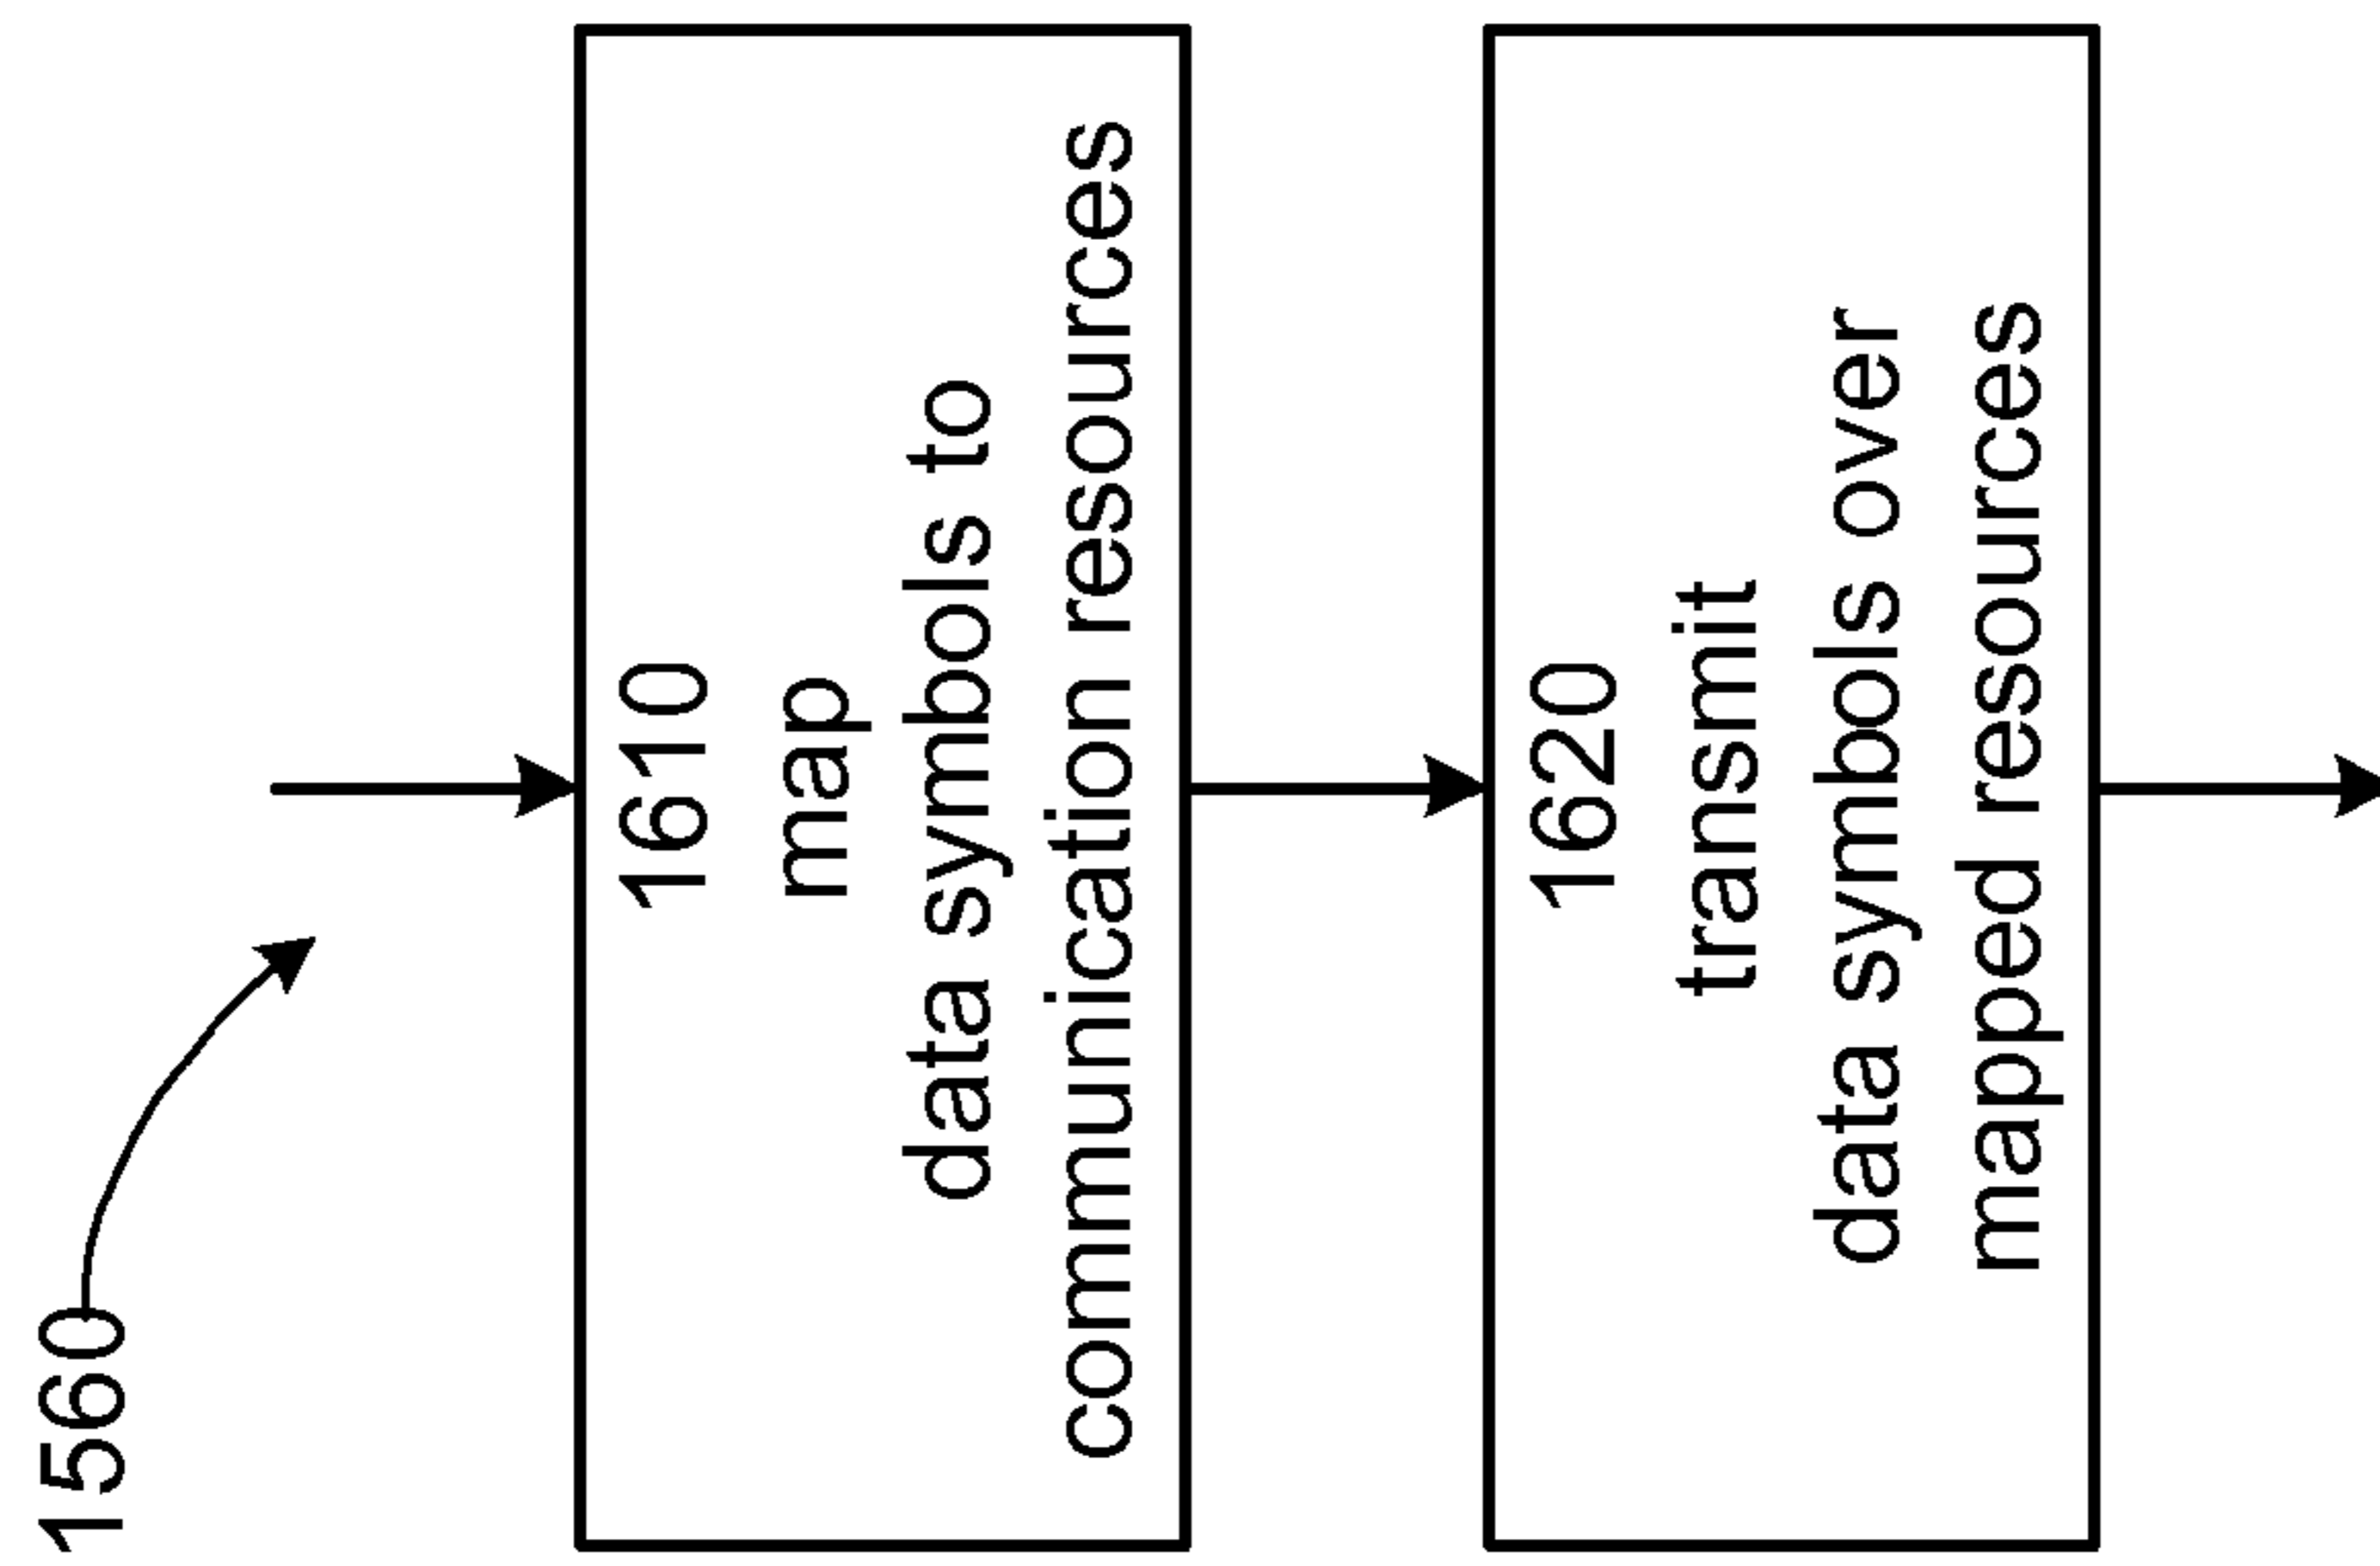 1560
1610
map
data symbols to
communication resources
1620
transmit
data symbols over
mapped resources